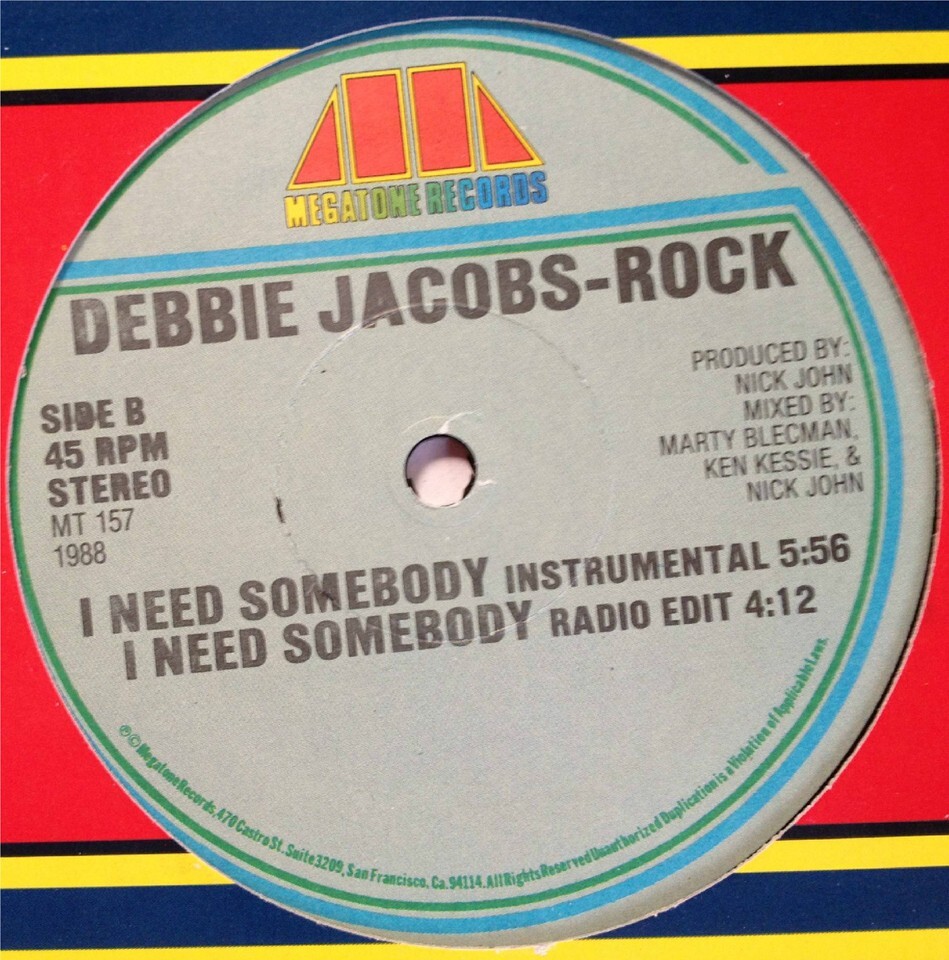 MEGATONE RECORDS
DEBBIE JACOBS-ROCK
SIDE B
45 RPM
STEREO
MT 157
1988
PRODUCED BY:
NICK JOHN
MIXED BY:
MARTY BLECMAN,
KEN KESSIE, &
NICK JOHN
I NEED SOMEBODY INSTRUMENTAL 5:56
I NEED SOMEBODY RADIO EDIT 4:12
℗©Megatone Records, 470 Castro St. Suite 3209, San Francisco, Ca. 94114. All Rights Reserved Unauthorized Duplication is a Violation of Applicable Laws.